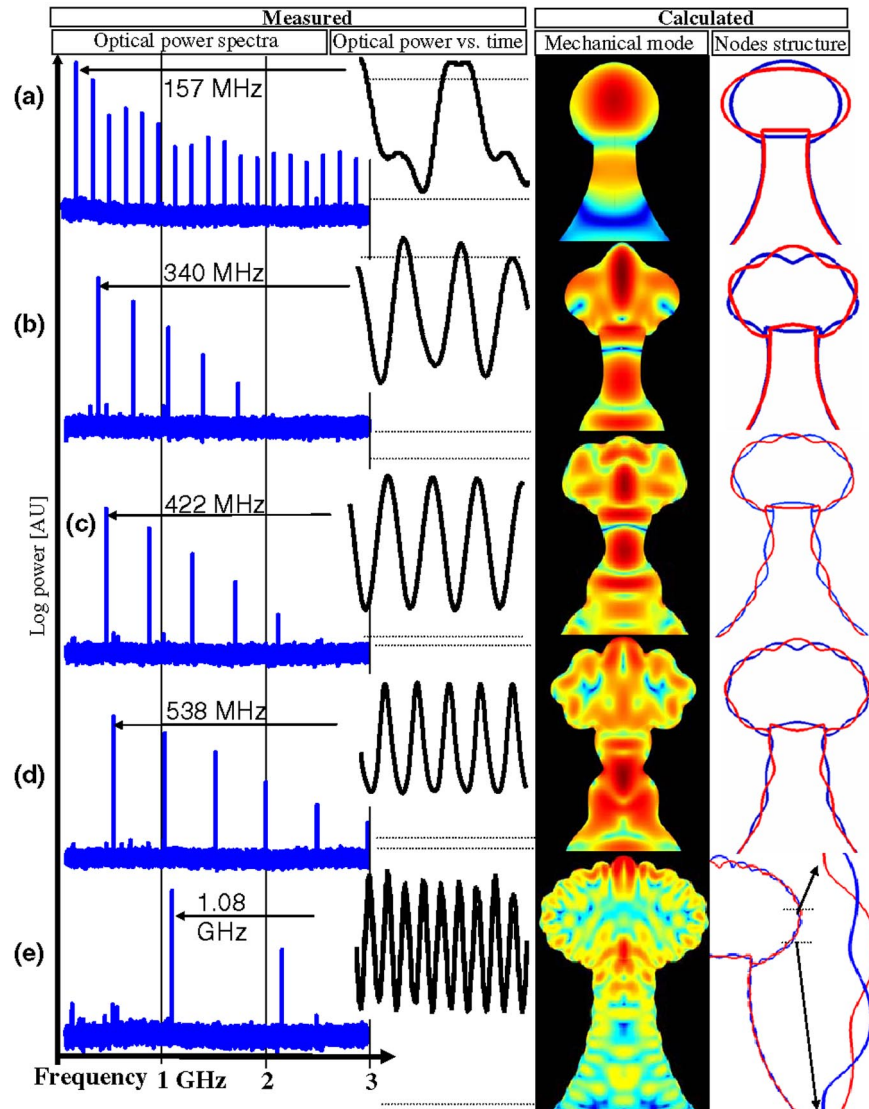 Measured
Calculated
Optical power spectra
Optical power vs. time
Mechanical mode
Nodes structure
(a)
157 MHz
(b)
340 MHz
(c)
422 MHz
Log power [AU]
(d)
538 MHz
(e)
1.08
GHz
Frequency 1 GHz 2 3